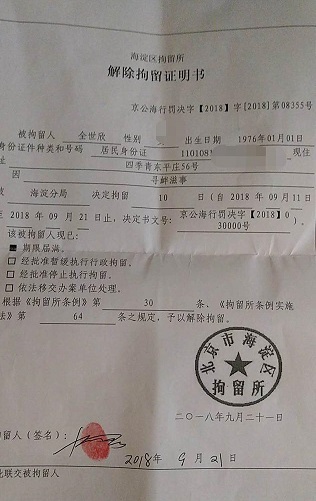 海淀区拘留所
解除拘留证明书
京公海行罚决字【2018】字[2018]第08355号
被拘留人 全世欣 性别 出生日期 1976年01月01日
身份证件种类和号码 居民身份证 110108 现住
址 四季青东平庄56号
因 寻衅滋事
海淀分局 决定拘留 10 日(自 2018 年 09 月 11日
至 2018 年 09 月 21日止,决定书文号: 京公海行罚决字【2018】0
30000号 )。
该被拘留人现已:
■ 期限届满。
□ 经批准暂缓执行行政拘留。
□ 经批准停止执行拘留。
□ 依法移交办案单位处理。
根据《拘留所条例》第 30 条、《拘留所条例实施
法》第 64 条之规定,予以解除拘留。
北京市海淀区
拘留所
二〇一八年九月二十一日
拘留人(签名):
2018年 9月 21日
此联交被拘留人